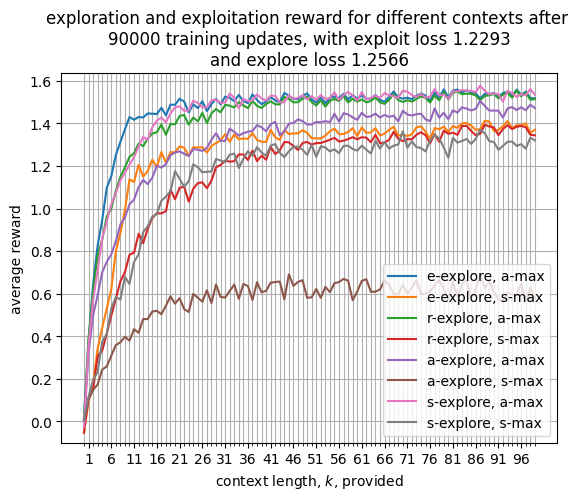 exploration and exploitation reward for different contexts after
90000 training updates, with exploit loss 1.2293
and explore loss 1.2566
1.6
1.4
1.2
1.0
0.8
0.6
0.4
0.2
0.0
average reward
e-explore, a-max
e-explore, s-max
r-explore, a-max
r-explore, s-max
a-explore, a-max
a-explore, s-max
s-explore, a-max
s-explore, s-max
1 6 11 16 21 26 31 36 41 46 51 56 61 66 71 76 81 86 91 96
context length, k, provided